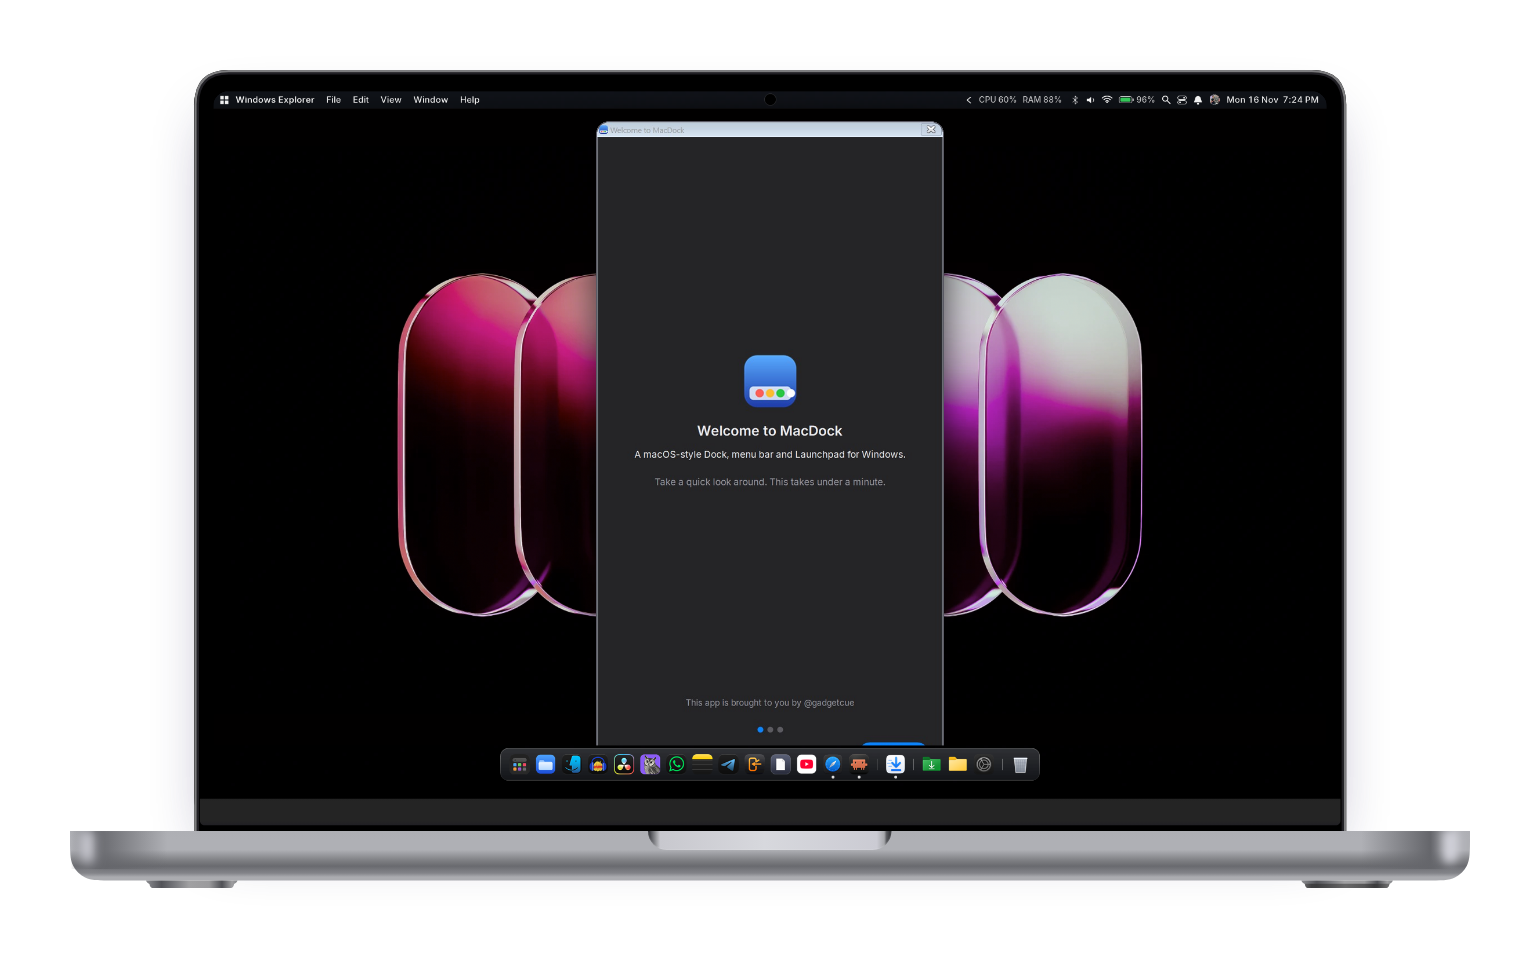 Windows Explorer File Edit View Window Help
CPU 60% RAM 88% 96% Mon 16 Nov 7:24 PM
Welcome to MacDock
Welcome to MacDock
A macOS-style Dock, menu bar and Launchpad for Windows.
Take a quick look around. This takes under a minute.
This app is brought to you by @gadgetcue